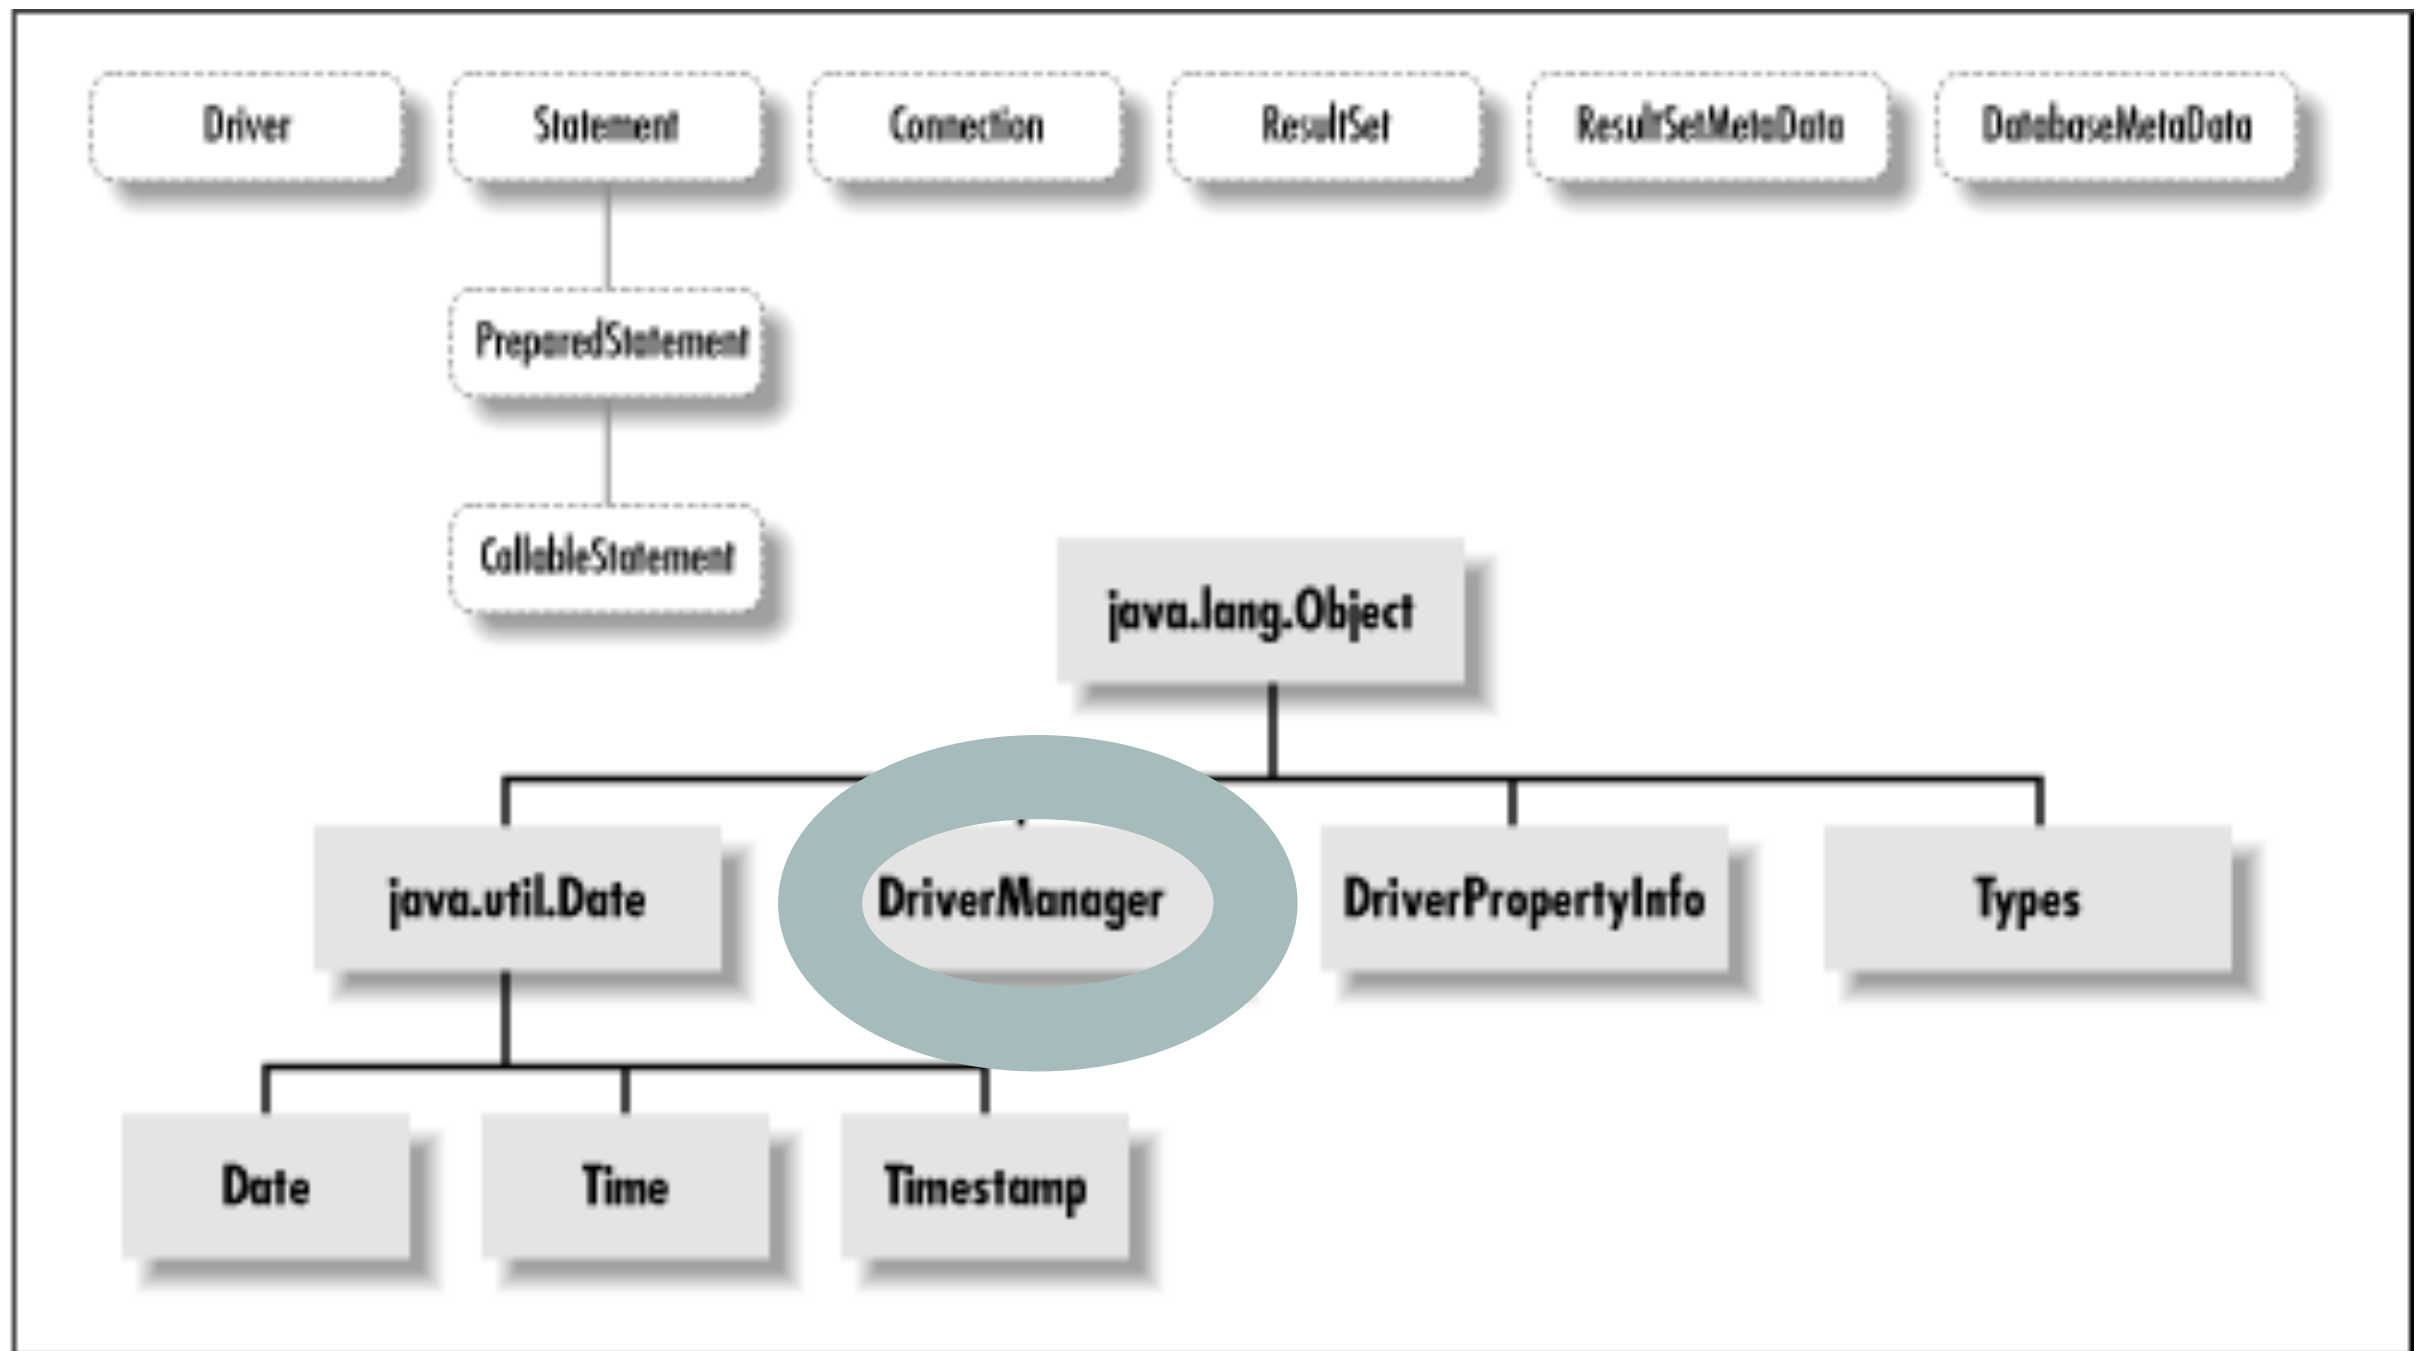 Driver
Statement
Connection
ResultSet
ResultSetMetaData
DatabaseMetaData
PreparedStatement
CallableStatement
java.lang.Object
java.util.Date
DriverManager
DriverPropertyInfo
Types
Date
Time
Timestamp